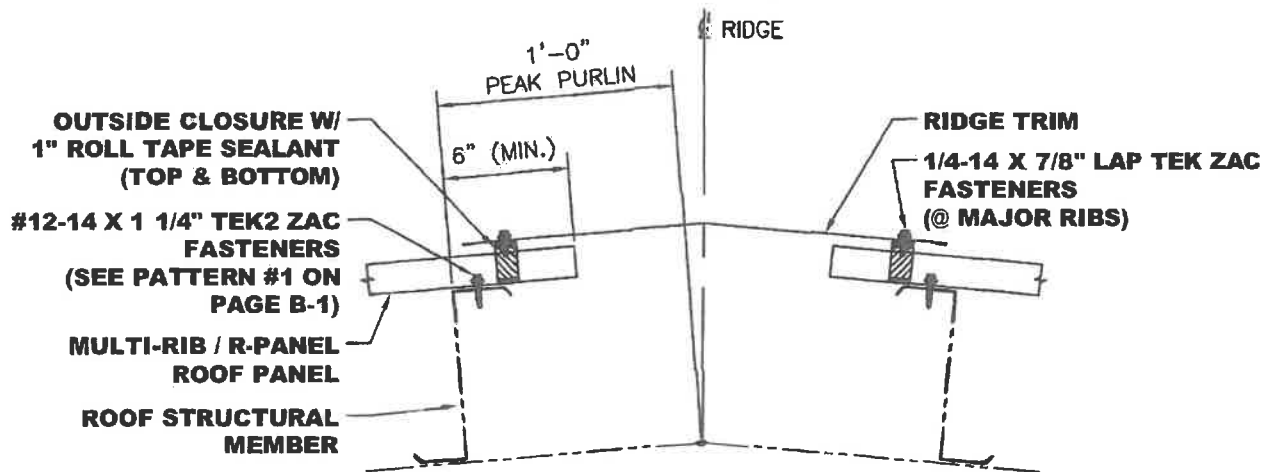 ℄ RIDGE
1'-0"
PEAK PURLIN
6" (MIN.)
OUTSIDE CLOSURE W/
1" ROLL TAPE SEALANT
(TOP & BOTTOM)
#12-14 X 1 1/4" TEK2 ZAC
FASTENERS
(SEE PATTERN #1 ON
PAGE B-1)
MULTI-RIB / R-PANEL
ROOF PANEL
ROOF STRUCTURAL
MEMBER
RIDGE TRIM
1/4-14 X 7/8" LAP TEK ZAC
FASTENERS
(@ MAJOR RIBS)